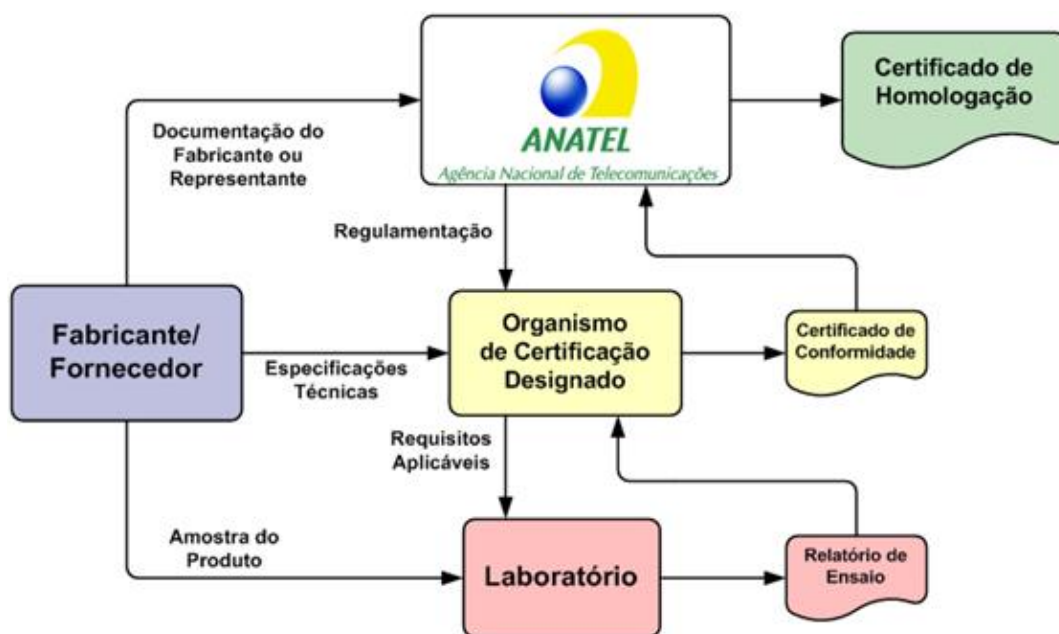 Certificado de
Homologação
Documentação do
Fabricante ou
Representante
ANATEL
Agência Nacional de Telecomunicações
Regulamentação
Fabricante/
Fornecedor
Especificações
Técnicas
Organismo
de Certificação
Designado
Certificado de
Conformidade
Requisitos
Aplicáveis
Amostra do
Produto
Laboratório
Relatório de
Ensaio